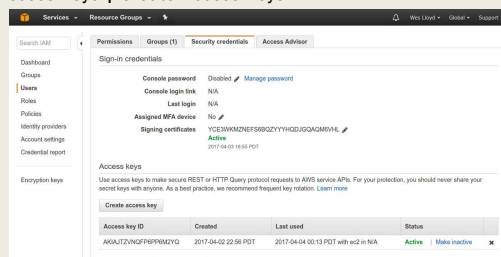 Services
Resource Groups
Wes Lloyd
Global
Support
Search IAM
Dashboard
Groups
Users
Roles
Policies
Identity providers
Account settings
Credential report
Encryption keys
Permissions
Groups (1)
Security credentials
Access Advisor
Sign-in credentials
Console password Disabled Manage password
Console login link N/A
Last login N/A
Assigned MFA device No
Signing certificates YCE3WKMZNEFS6BQZYYYHQDJGQAQM6VHL
Active
2017-04-03 16:55 PDT
Access keys
Use access keys to make secure REST or HTTP Query protocol requests to AWS service APIs. For your protection, you should never share your
secret keys with anyone. As a best practice, we recommend frequent key rotation. Learn more
Create access key
Access key ID Created Last used Status
AKIAJTZVNQFP6PP6M2YQ 2017-04-02 22:56 PDT 2017-04-04 00:13 PDT with ec2 in N/A Active | Make inactive